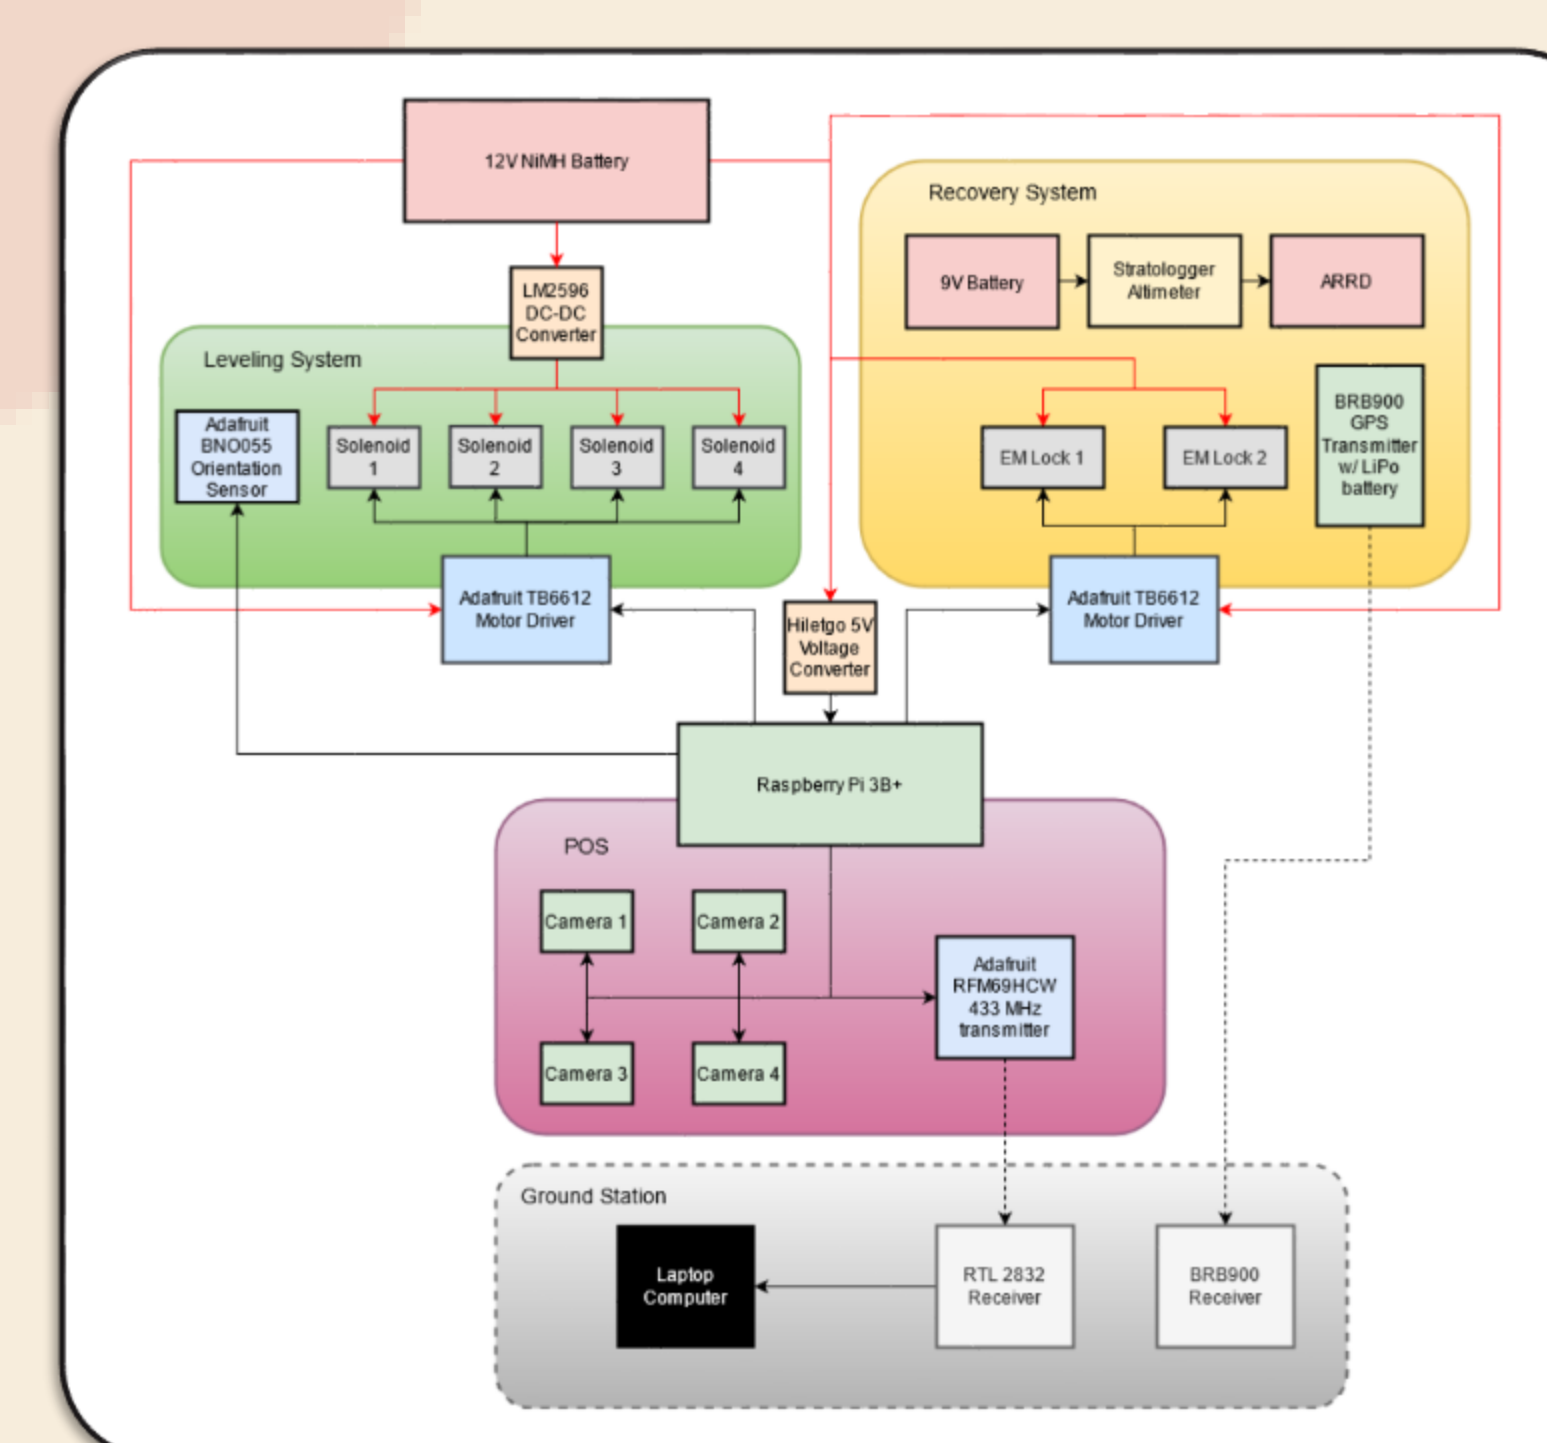 12V NiMH Battery
Recovery System
9V Battery
Stratologger
Altimeter
ARRD
LM2596
DC-DC
Converter
Leveling System
Adafruit
BNO055
Orientation
Sensor
Solenoid
1
Solenoid
2
Solenoid
3
Solenoid
4
EM Lock 1
EM Lock 2
BRB900
GPS
Transmitter
w/ LiPo
battery
Adafruit TB6612
Motor Driver
Hiletgo 5V
Voltage
Converter
Adafruit TB6612
Motor Driver
Raspberry Pi 3B+
POS
Camera 1
Camera 2
Adafruit
RFM69HCW
433 MHz
transmitter
Camera 3
Camera 4
Ground Station
Laptop
Computer
RTL 2832
Receiver
BRB900
Receiver